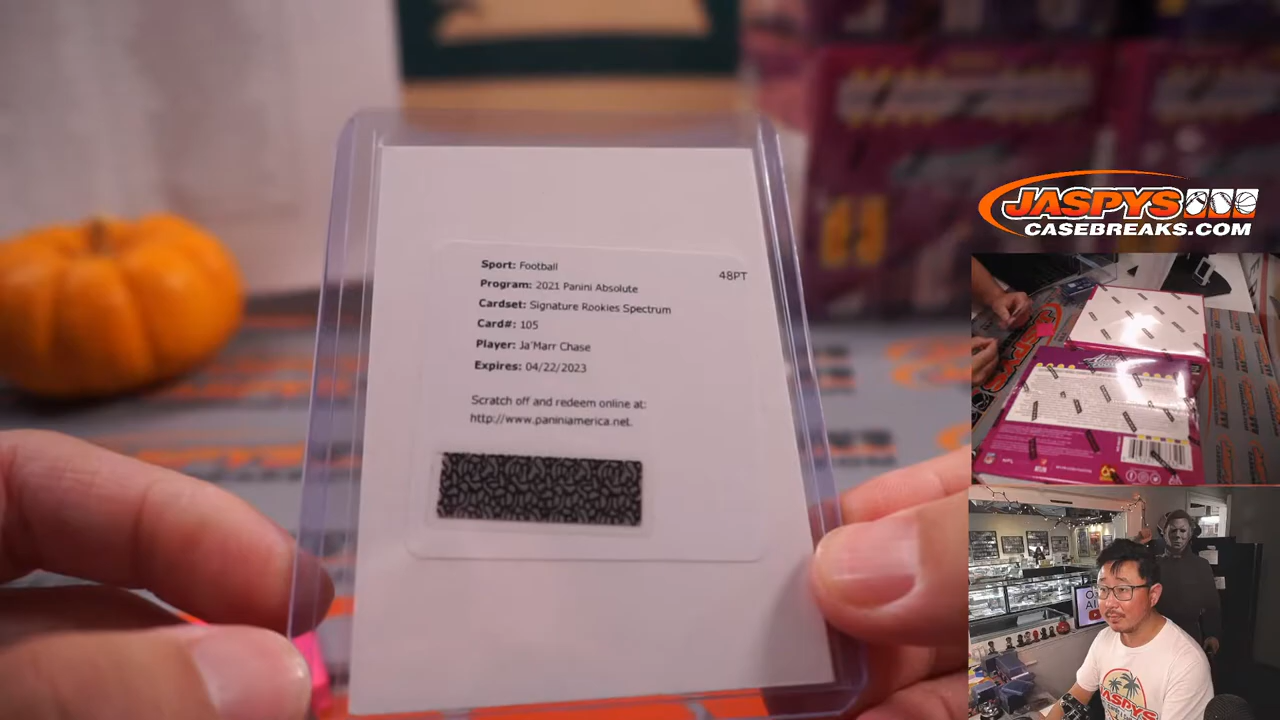 Sport: Football
48PT
Program: 2021 Panini Absolute
Cardset: Signature Rookies Spectrum
Card#: 105
Player: Ja'Marr Chase
Expires: 04/22/2023
Scratch off and redeem online at:
http://www.paniniamerica.net.
JASPYS
CASEBREAKS.COM
JASPYS